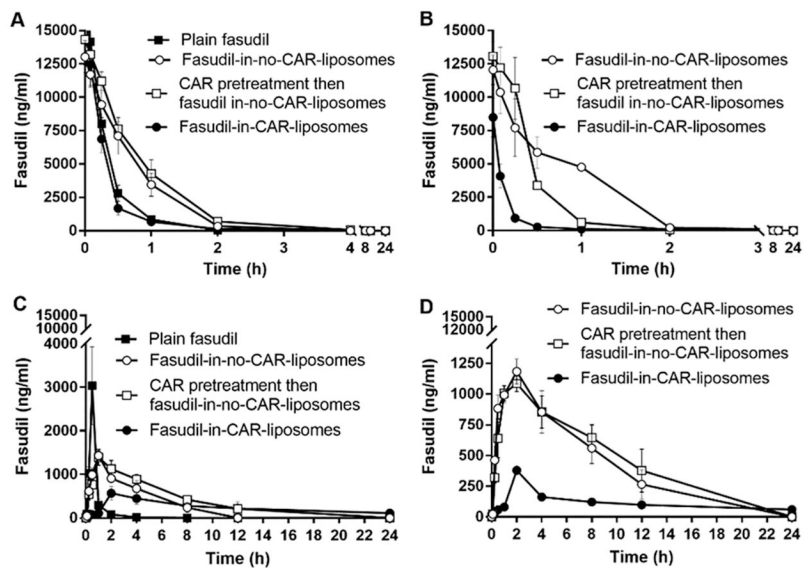 A
Fasudil (ng/ml)
15000
12500
10000
7500
5000
2500
0
Plain fasudil
Fasudil-in-no-CAR-liposomes
CAR pretreatment then
fasudil in-no-CAR-liposomes
Fasudil-in-CAR-liposomes
0 1 2 3 4 8 24
Time (h)
B
Fasudil (ng/ml)
15000
12500
10000
7500
5000
2500
0
Fasudil-in-no-CAR-liposomes
CAR pretreatment then
fasudil in-no-CAR-liposomes
Fasudil-in-CAR-liposomes
0 1 2 3 8 24
Time (h)
C
Fasudil (ng/ml)
15000
10000
4000
3000
2000
1000
0
Plain fasudil
Fasudil-in-no-CAR-liposomes
CAR pretreatment then
fasudil-in-no-CAR-liposomes
Fasudil-in-CAR-liposomes
0 2 4 6 8 10 12 14 16 18 20 22 24
Time (h)
D
Fasudil (ng/ml)
15000
12000
1250
1000
750
500
250
0
Fasudil-in-no-CAR-liposomes
CAR pretreatment then
fasudil-in-no-CAR-liposomes
Fasudil-in-CAR-liposomes
0 2 4 6 8 10 12 14 16 18 20 22 24
Time (h)